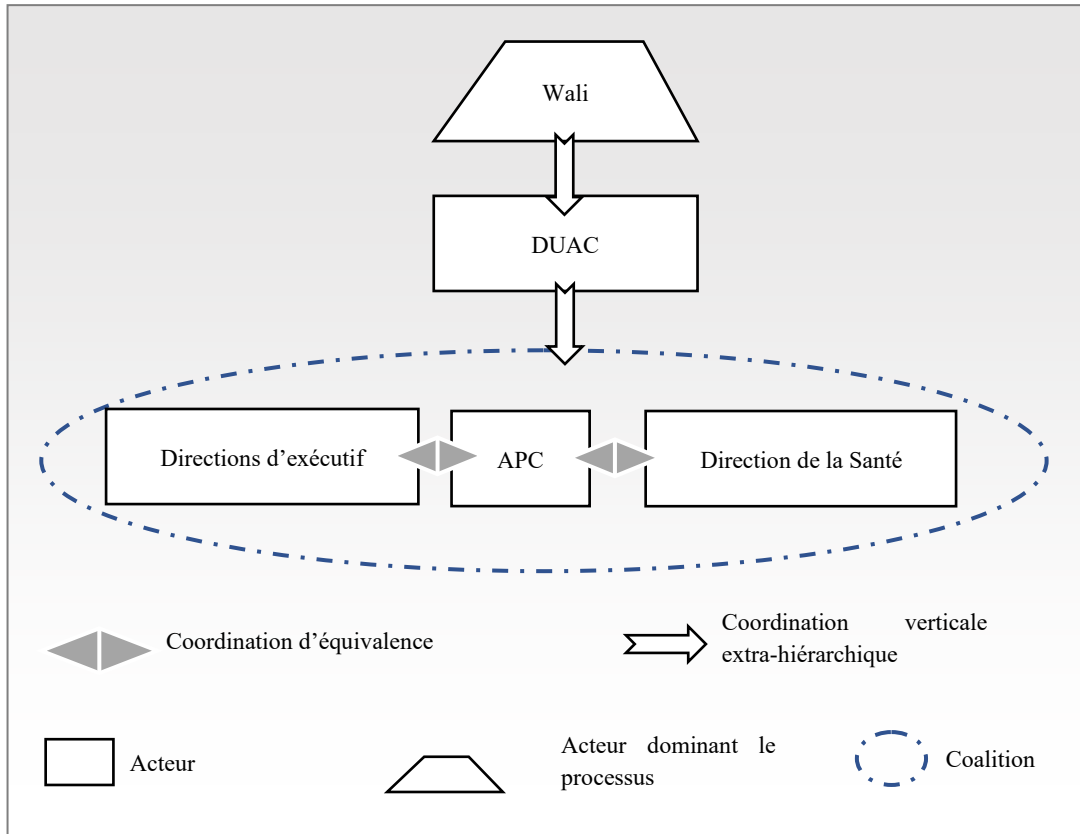 Wali
DUAC
Directions d’exécutif
APC
Direction de la Santé
Coordination d’équivalence
Coordination verticale
extra-hiérarchique
Acteur
Acteur dominant le
processus
Coalition